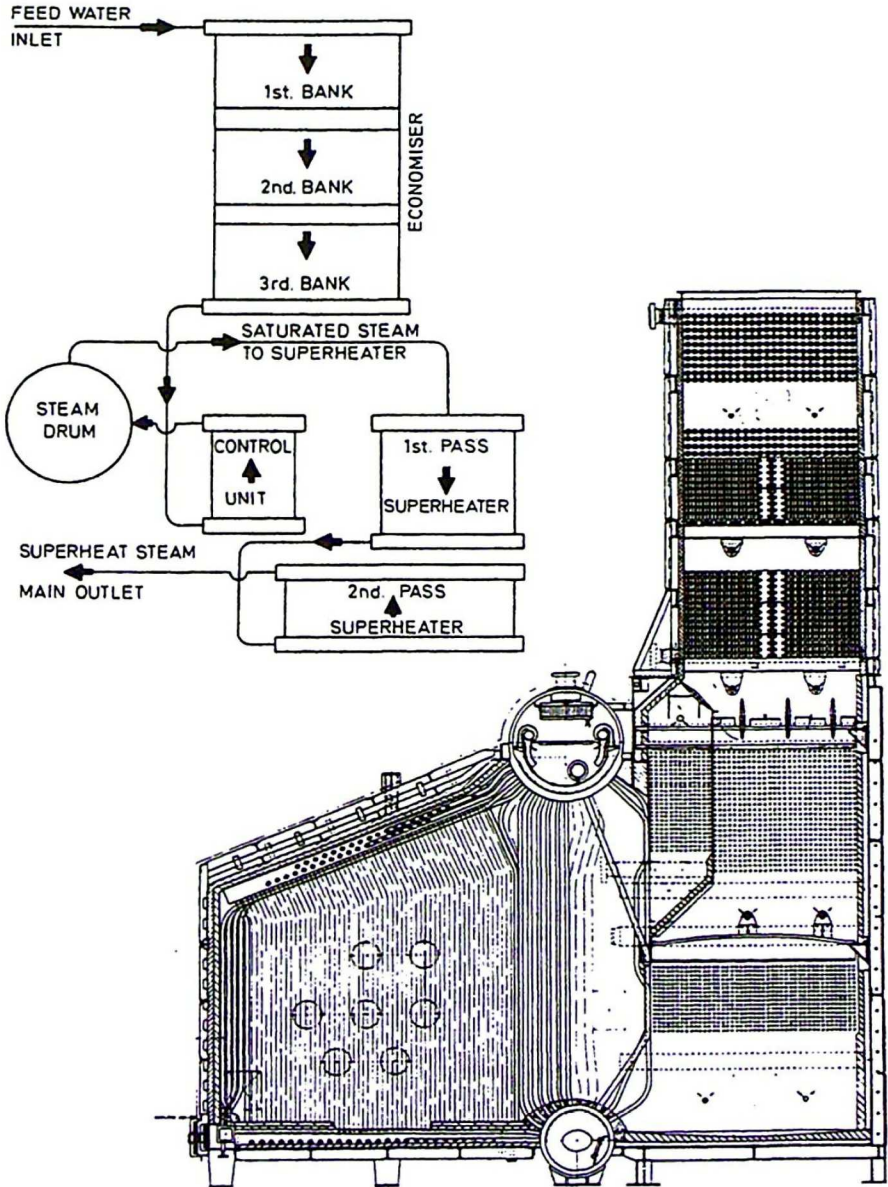 FEED WATER
INLET
1st. BANK
2nd. BANK
3rd. BANK
ECONOMISER
SATURATED STEAM
TO SUPERHEATER
STEAM
DRUM
CONTROL
UNIT
1st. PASS
SUPERHEATER
SUPERHEAT STEAM
MAIN OUTLET
2nd. PASS
SUPERHEATER